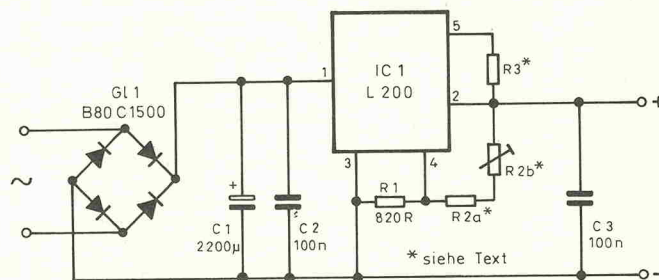 5
R3*
IC 1
L 200
1
2
+
Gl 1
B80 C1500
~
3
4
R2b*
+
R 1
820 R
R2a*
C 1
2200µ
C 2
100n
C 3
100n
* siehe Text
-